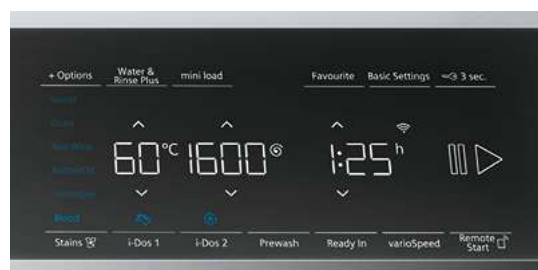 + Options
Water &
Rinse Plus
mini load
Favourite
Basic Settings
3 sec.
60°C
1600
1:25 h
Blood
Stains
i-Dos 1
i-Dos 2
Prewash
Ready In
varioSpeed
Remote
Start